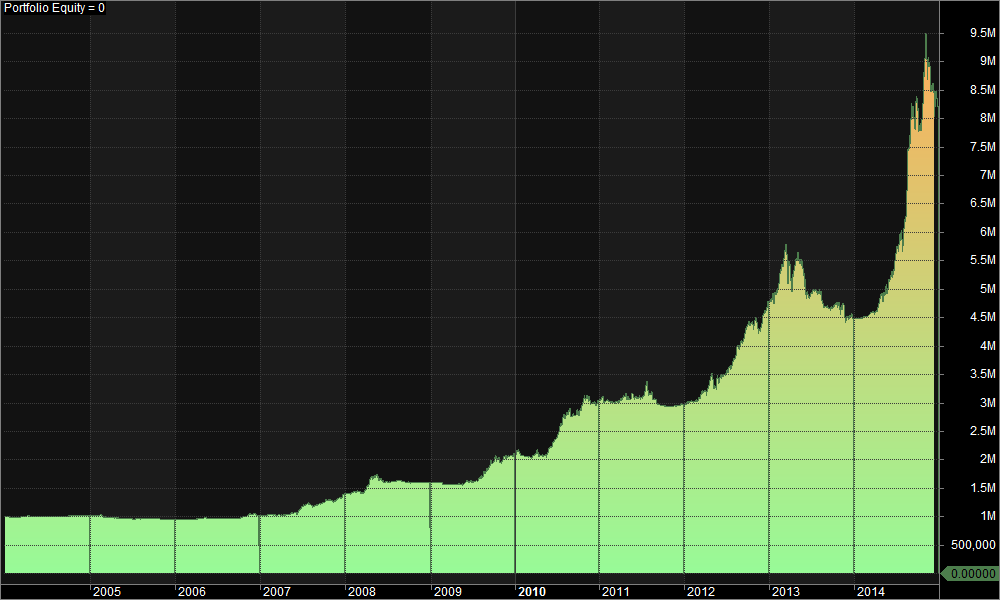 Portfolio Equity = 0
9.5M
9M
8.5M
8M
7.5M
7M
6.5M
6M
5.5M
5M
4.5M
4M
3.5M
3M
2.5M
2M
1.5M
1M
500,000
0.00000
2005 2006 2007 2008 2009 2010 2011 2012 2013 2014